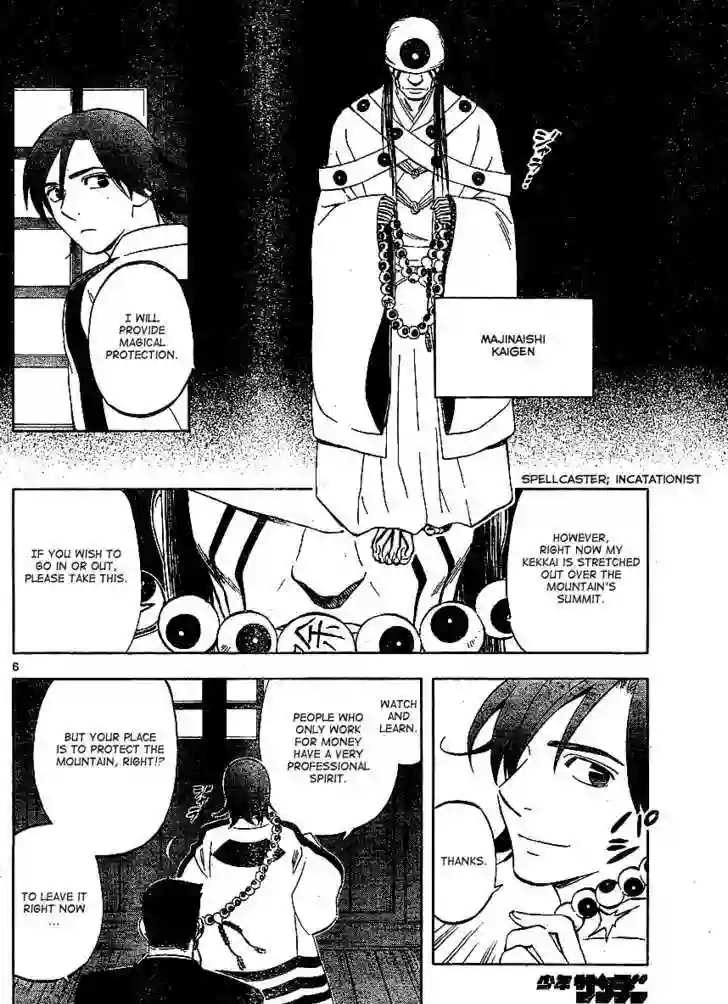 I WILL
PROVIDE
MAGICAL
PROTECTION.
MAJINAISHI
KAIGEN
SPELLCASTER; INCATATIONIST
HOWEVER,
RIGHT NOW MY
KEKKAI IS STRETCHED
OUT OVER THE
MOUNTAIN'S
SUMMIT.
IF YOU WISH TO
GO IN OR OUT,
PLEASE TAKE THIS.
6
THANKS.
WATCH
AND
LEARN.
PEOPLE WHO
ONLY WORK
FOR MONEY
HAVE A VERY
PROFESSIONAL
SPIRIT.
BUT YOUR PLACE
IS TO PROTECT THE
MOUNTAIN, RIGHT!?
TO LEAVE IT
RIGHT NOW
...
少年